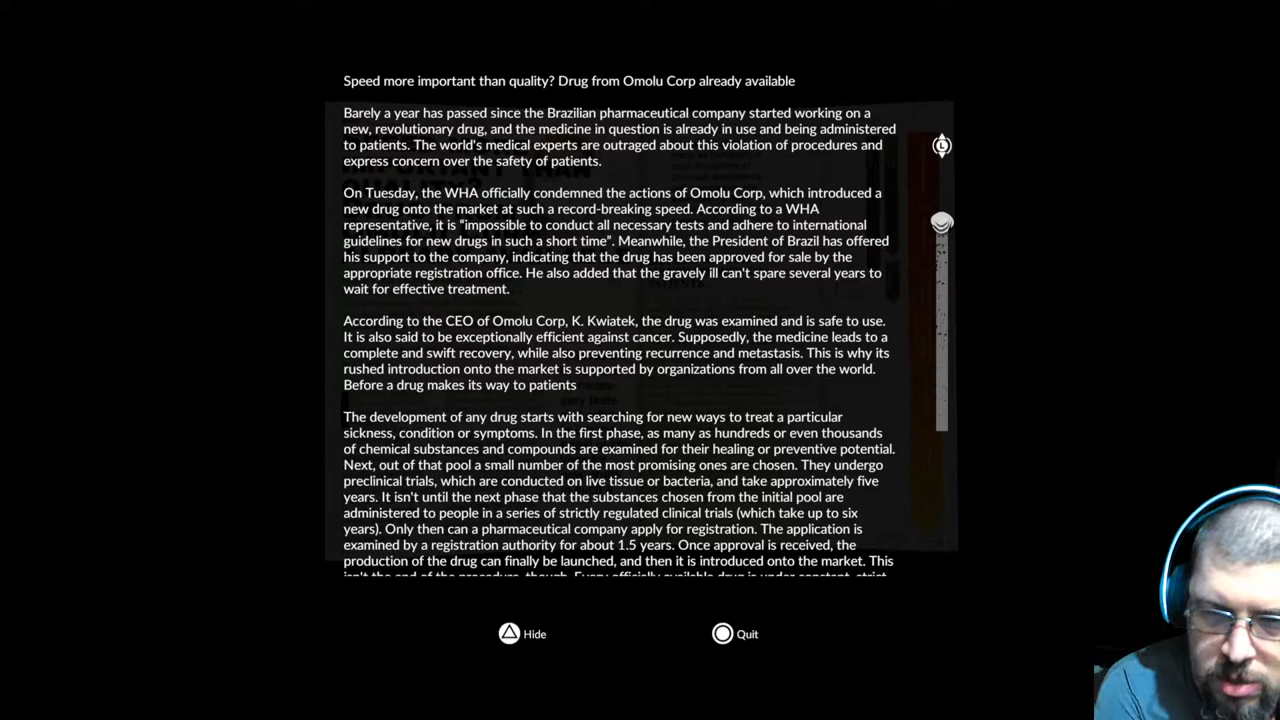 Speed more important than quality? Drug from Omolu Corp already available
Barely a year has passed since the Brazilian pharmaceutical company started working on a
new, revolutionary drug, and the medicine in question is already in use and being administered
to patients. The world's medical experts are outraged about this violation of procedures and
express concern over the safety of patients.
On Tuesday, the WHA officially condemned the actions of Omolu Corp, which introduced a
new drug onto the market at such a record-breaking speed. According to a WHA
representative, it is “impossible to conduct all necessary tests and adhere to international
guidelines for new drugs in such a short time”. Meanwhile, the President of Brazil has offered
his support to the company, indicating that the drug has been approved for sale by the
appropriate registration office. He also added that the gravely ill can't spare several years to
wait for effective treatment.
According to the CEO of Omolu Corp, K. Kwiatek, the drug was examined and is safe to use.
It is also said to be exceptionally efficient against cancer. Supposedly, the medicine leads to a
complete and swift recovery, while also preventing recurrence and metastasis. This is why its
rushed introduction onto the market is supported by organizations from all over the world.
Before a drug makes its way to patients
The development of any drug starts with searching for new ways to treat a particular
sickness, condition or symptoms. In the first phase, as many as hundreds or even thousands
of chemical substances and compounds are examined for their healing or preventive potential.
Next, out of that pool a small number of the most promising ones are chosen. They undergo
preclinical trials, which are conducted on live tissue or bacteria, and take approximately five
years. It isn't until the next phase that the substances chosen from the initial pool are
administered to people in a series of strictly regulated clinical trials (which take up to six
years). Only then can a pharmaceutical company apply for registration. The application is
examined by a registration authority for about 1.5 years. Once approval is received, the
production of the drug can finally be launched, and then it is introduced onto the market. This
isn't the end of the procedure, though. Every officially available drug is under constant, strict
L
Hide
Quit